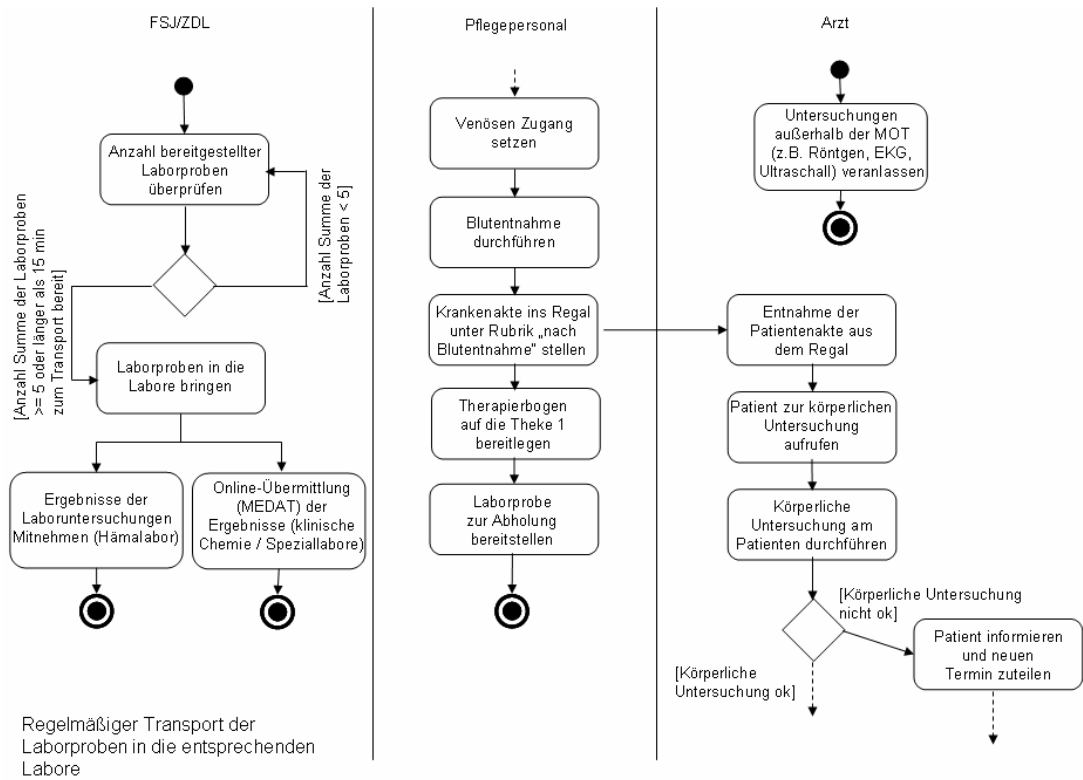 FSJ/ZDL
Anzahl bereitgestellter
Laborproben
überprüfen
[Anzahl Summe der
Laborproben < 5]
[Anzahl Summe der Laborproben
>= 5 oder länger als 15 min
zum Transport bereit]
Laborproben in die
Labore bringen
Ergebnisse der
Laboruntersuchungen
Mitnehmen (Hämalabor)
Online-Übermittlung
(MEDAT) der
Ergebnisse (klinische
Chemie / Speziallabore)
Regelmäßiger Transport der
Laborproben in die entsprechenden
Labore
Pflegepersonal
Venösen Zugang
setzen
Blutentnahme
durchführen
Krankenakte ins Regal
unter Rubrik „nach
Blutentnahme“ stellen
Therapierbogen
auf die Theke 1
bereitlegen
Laborprobe
zur Abholung
bereitstellen
Arzt
Untersuchungen
außerhalb der MOT
(z.B. Röntgen, EKG,
Ultraschall) veranlassen
Entnahme der
Patientenakte aus
dem Regal
Patient zur körperlichen
Untersuchung
aufrufen
Körperliche
Untersuchung am
Patienten durchführen
[Körperliche Untersuchung
nicht ok]
Patient informieren
und neuen
Termin zuteilen
[Körperliche
Untersuchung ok]